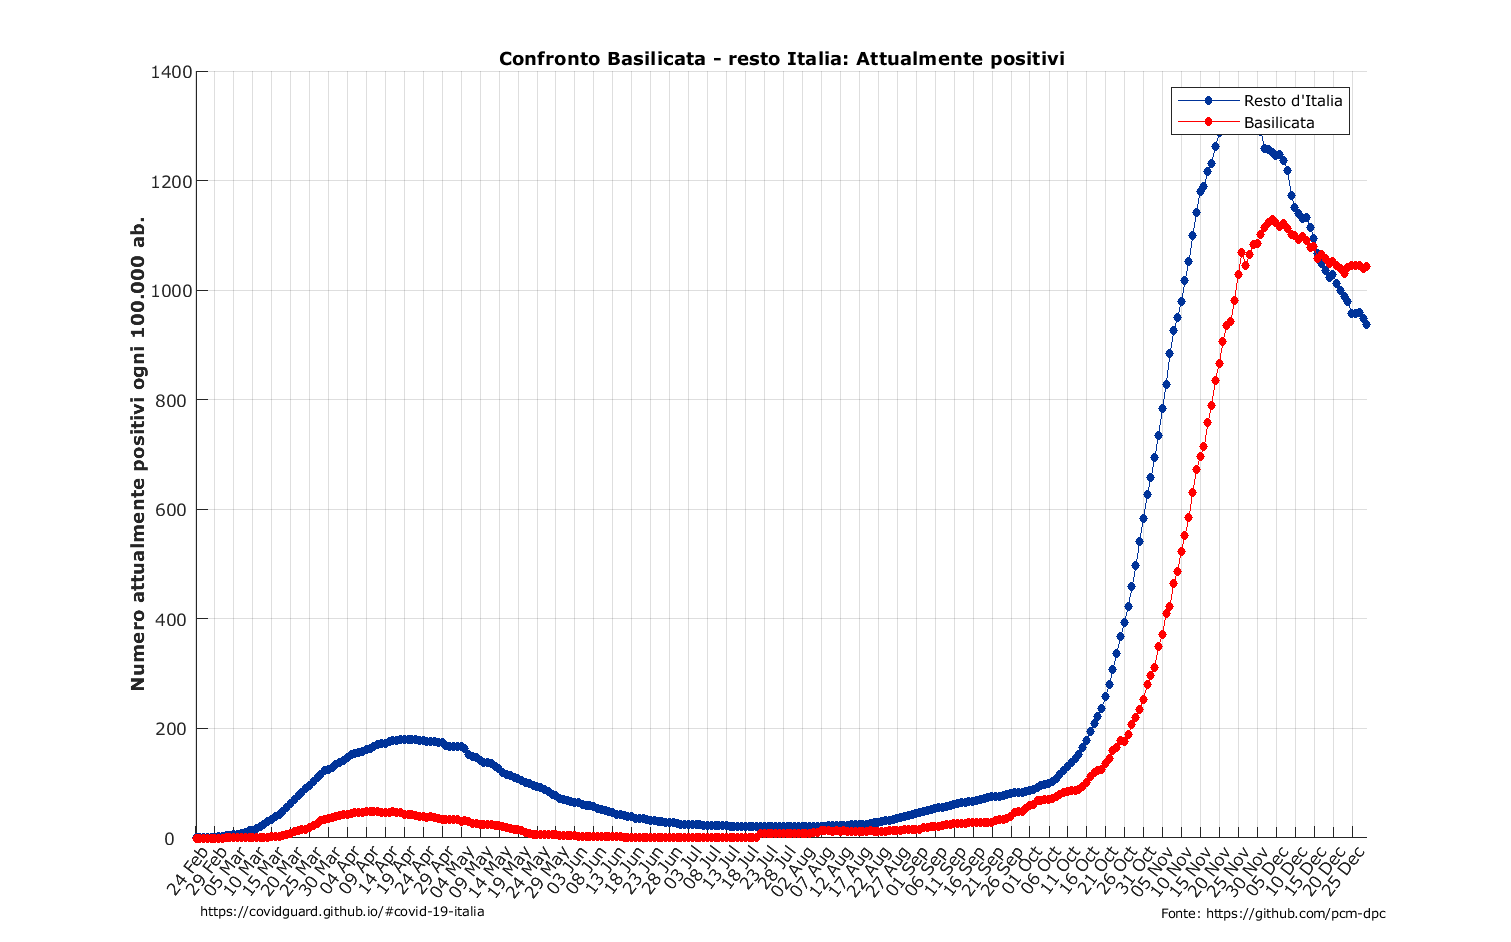 Confronto Basilicata - resto Italia: Attualmente positivi
Numero attualmente positivi ogni 100.000 ab.
1400
1200
1000
800
600
400
200
0
Resto d'Italia
Basilicata
24 Feb
29 Feb
05 Mar
10 Mar
15 Mar
20 Mar
25 Mar
30 Mar
04 Apr
09 Apr
14 Apr
19 Apr
24 Apr
29 Apr
04 May
09 May
14 May
19 May
24 May
29 May
03 Jun
08 Jun
13 Jun
18 Jun
23 Jun
28 Jun
03 Jul
08 Jul
13 Jul
18 Jul
23 Jul
28 Jul
02 Aug
07 Aug
12 Aug
17 Aug
22 Aug
27 Aug
01 Sep
06 Sep
11 Sep
16 Sep
21 Sep
26 Sep
01 Oct
06 Oct
11 Oct
16 Oct
21 Oct
26 Oct
31 Oct
05 Nov
10 Nov
15 Nov
20 Nov
25 Nov
30 Nov
05 Dec
10 Dec
15 Dec
20 Dec
25 Dec
https://covidguard.github.io/#covid-19-italia
Fonte: https://github.com/pcm-dpc